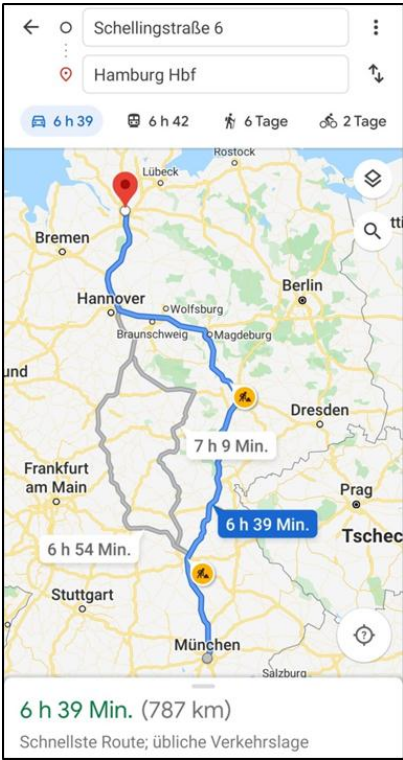 Schellingstraße 6
Hamburg Hbf
6 h 39
6 h 42
6 Tage
2 Tage
Rostock
Lübeck
Bremen
Berlin
Hannover
Wolfsburg
Braunschweig
Magdeburg
Dresden
7 h 9 Min.
Frankfurt
am Main
Prag
6 h 39 Min.
Tschec
6 h 54 Min.
Stuttgart
München
Salzburg
6 h 39 Min. (787 km)
Schnellste Route; übliche Verkehrslage